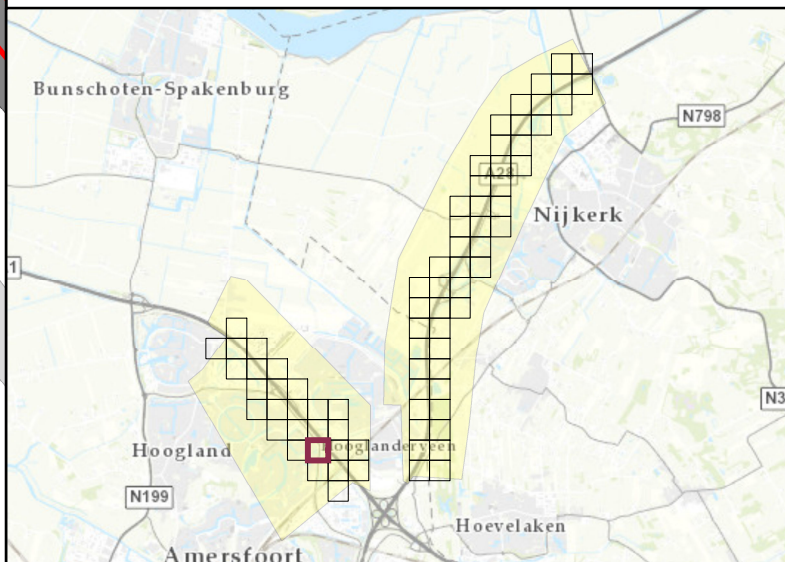 Bunschoten-Spakenburg
N798
A28
Nijkerk
1
N3
Hoogland
Hooglanderveen
N199
Hoevelaken
Amersfoort